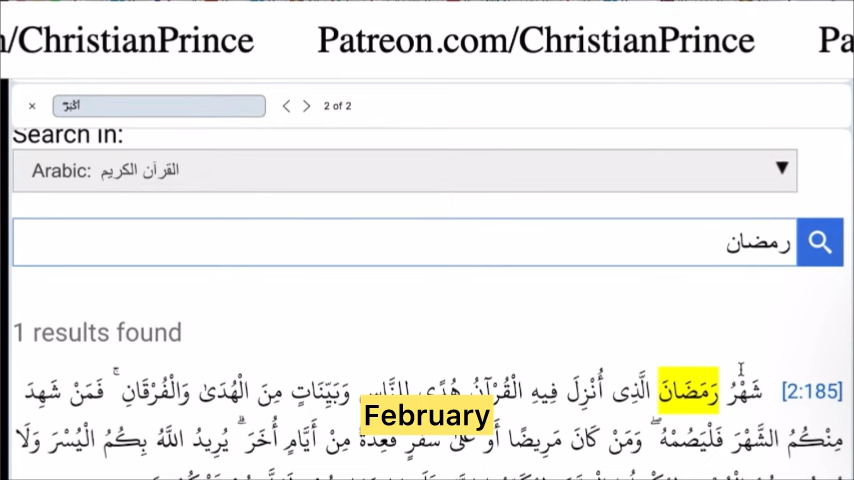 n/ChristianPrince Patreon.com/ChristianPrince Pa
× أَكْبَرُ < > 2 of 2
Search in:
Arabic: القرآن الكريم ▼
رمضان
1 results found
[2:185] شَهْرُ رَمَضَانَ الَّذِى أُنْزِلَ فِيهِ الْقُرْآنُ هُدًى لِلنَّاسِ وَبَيِّنَاتٍ مِنَ الْهُدَىٰ وَالْفُرْقَانِ ۚ فَمَنْ شَهِدَ
February
مِنْكُمُ الشَّهْرَ فَلْيَصُمْهُ ۖ وَمَنْ كَانَ مَرِيضًا أَوْ عَلَىٰ سَفَرٍ فَعِدَّةٌ مِنْ أَيَّامٍ أُخَرَ ۗ يُرِيدُ اللَّهُ بِكُمُ الْيُسْرَ وَلَا